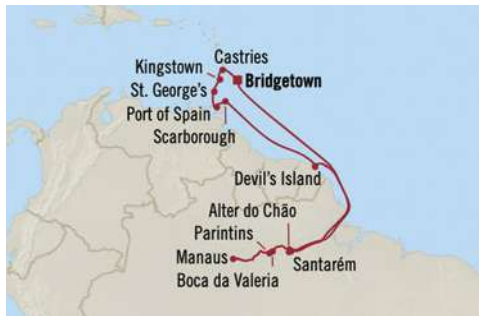 Castries
Kingstown
Bridgetown
St. George's
Port of Spain
Scarborough
Devil's Island
Alter do Chão
Parintins
Manaus
Santarém
Boca da Valeria